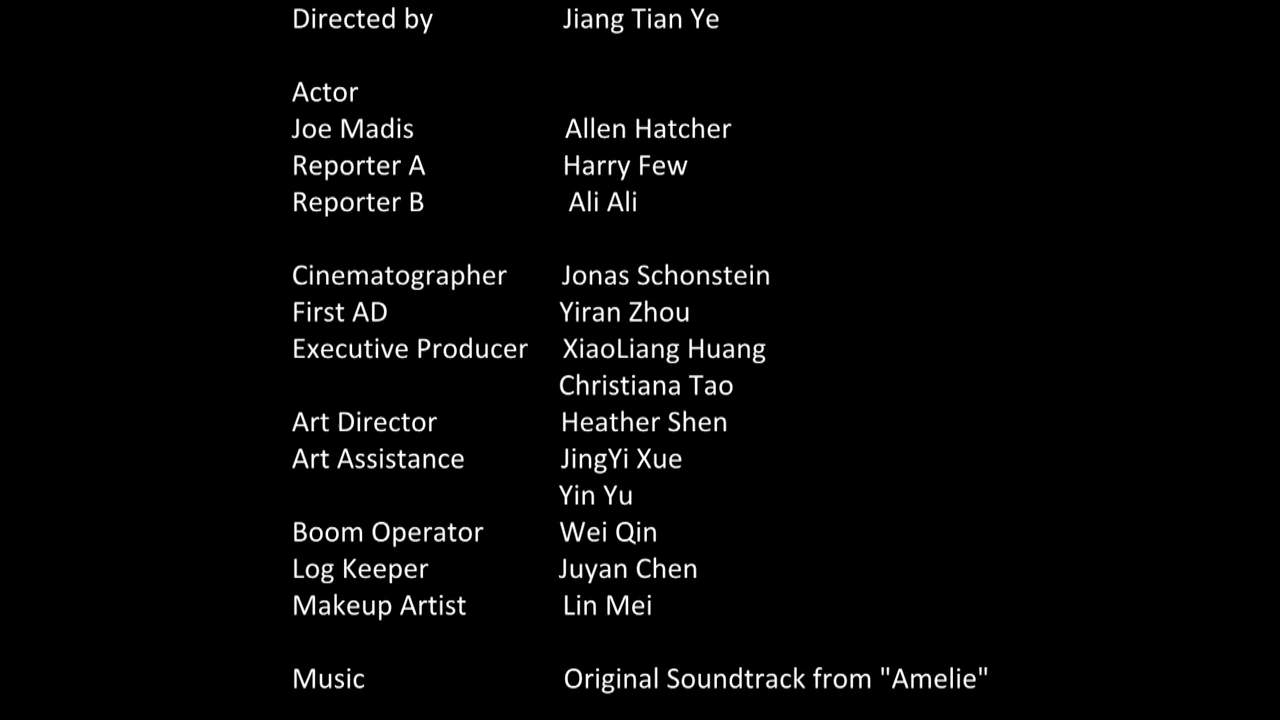 Directed by Jiang Tian Ye
Actor
Joe Madis Allen Hatcher
Reporter A Harry Few
Reporter B Ali Ali
Cinematographer Jonas Schonstein
First AD Yiran Zhou
Executive Producer XiaoLiang Huang
Christiana Tao
Art Director Heather Shen
Art Assistance JingYi Xue
Yin Yu
Boom Operator Wei Qin
Log Keeper Juyan Chen
Makeup Artist Lin Mei
Music Original Soundtrack from "Amelie"